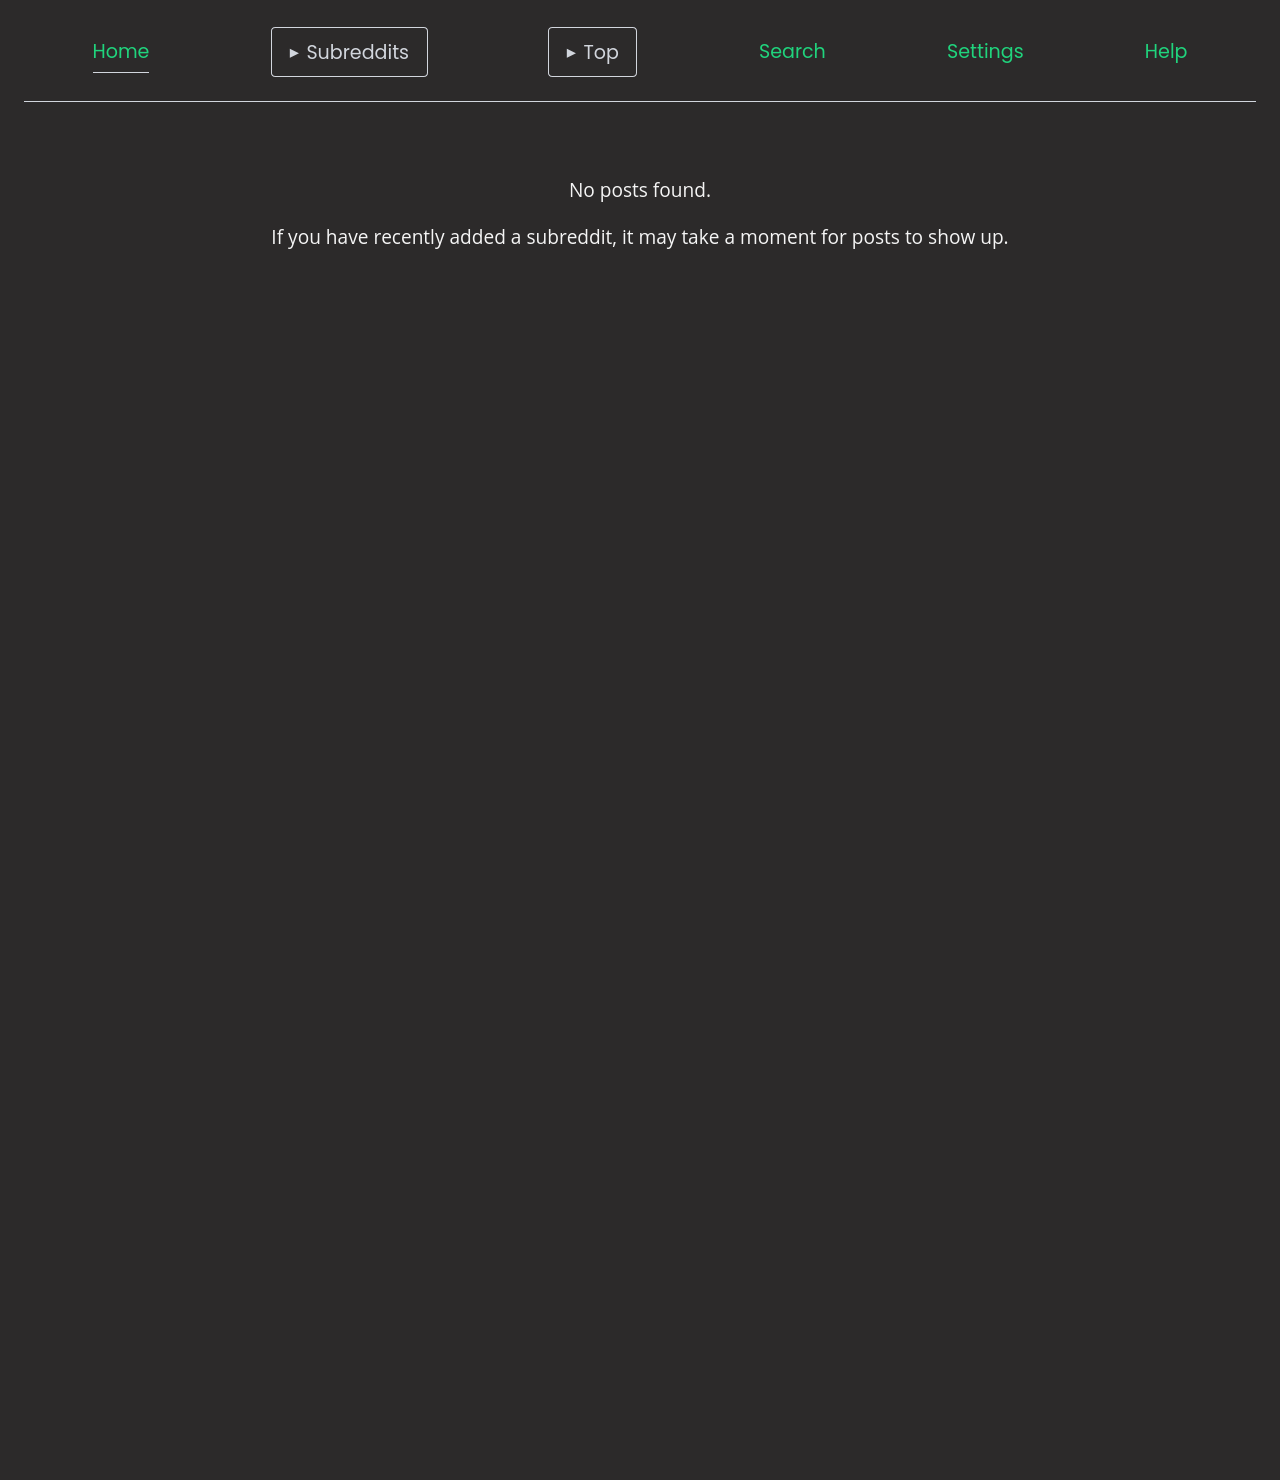 Home ▸ Subreddits ▸ Top Search Settings Help
No posts found.
If you have recently added a subreddit, it may take a moment for posts to show up.